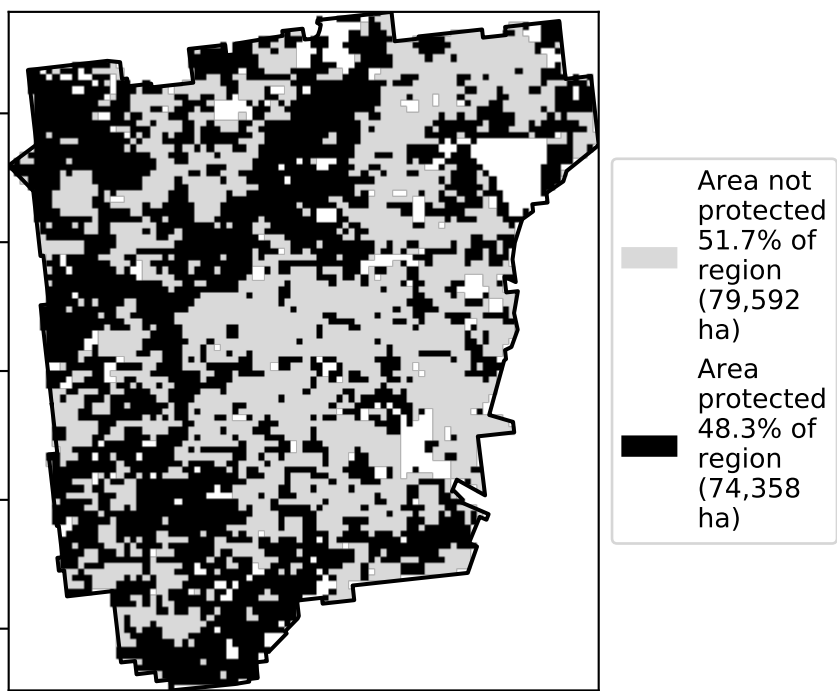 Area not
protected
51.7% of
region
(79,592
ha)
Area
protected
48.3% of
region
(74,358
ha)